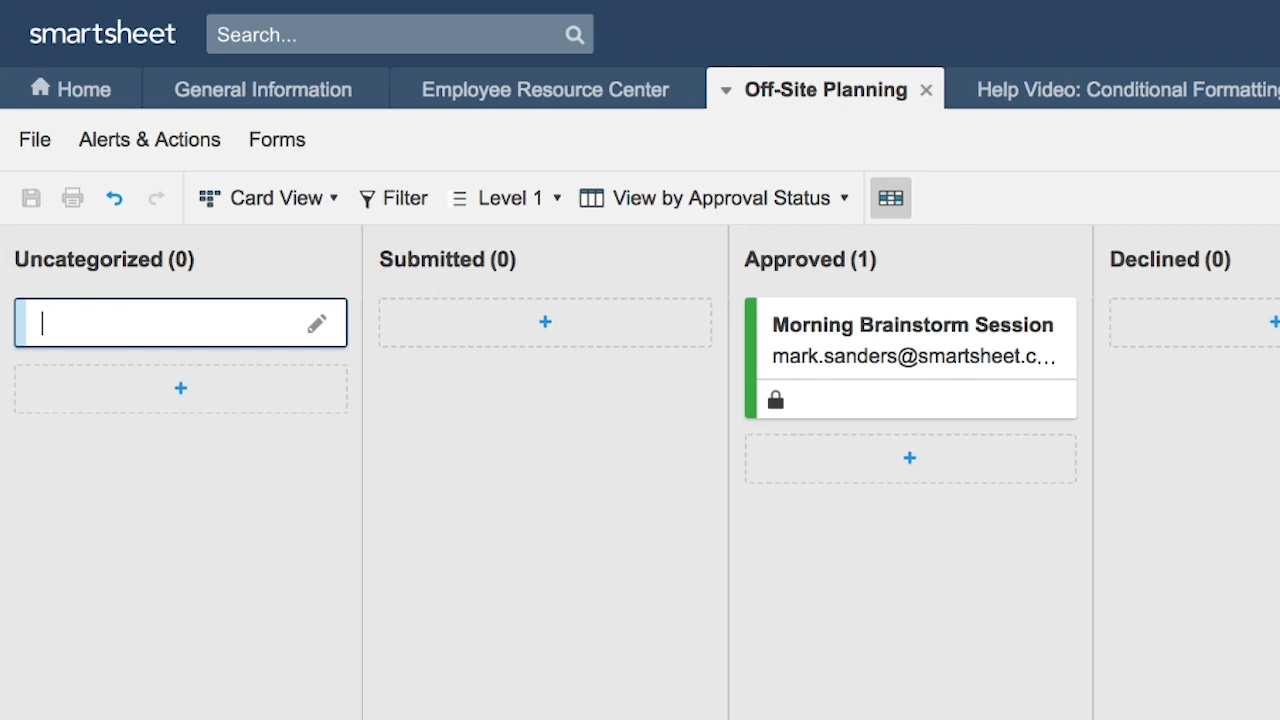 smartsheet
Search...
Home
General Information
Employee Resource Center
Off-Site Planning
Help Video: Conditional Formatting
File
Alerts & Actions
Forms
Card View
Filter
Level 1
View by Approval Status
Uncategorized (0)
Submitted (0)
Approved (1)
Declined (0)
Morning Brainstorm Session
mark.sanders@smartsheet.c...